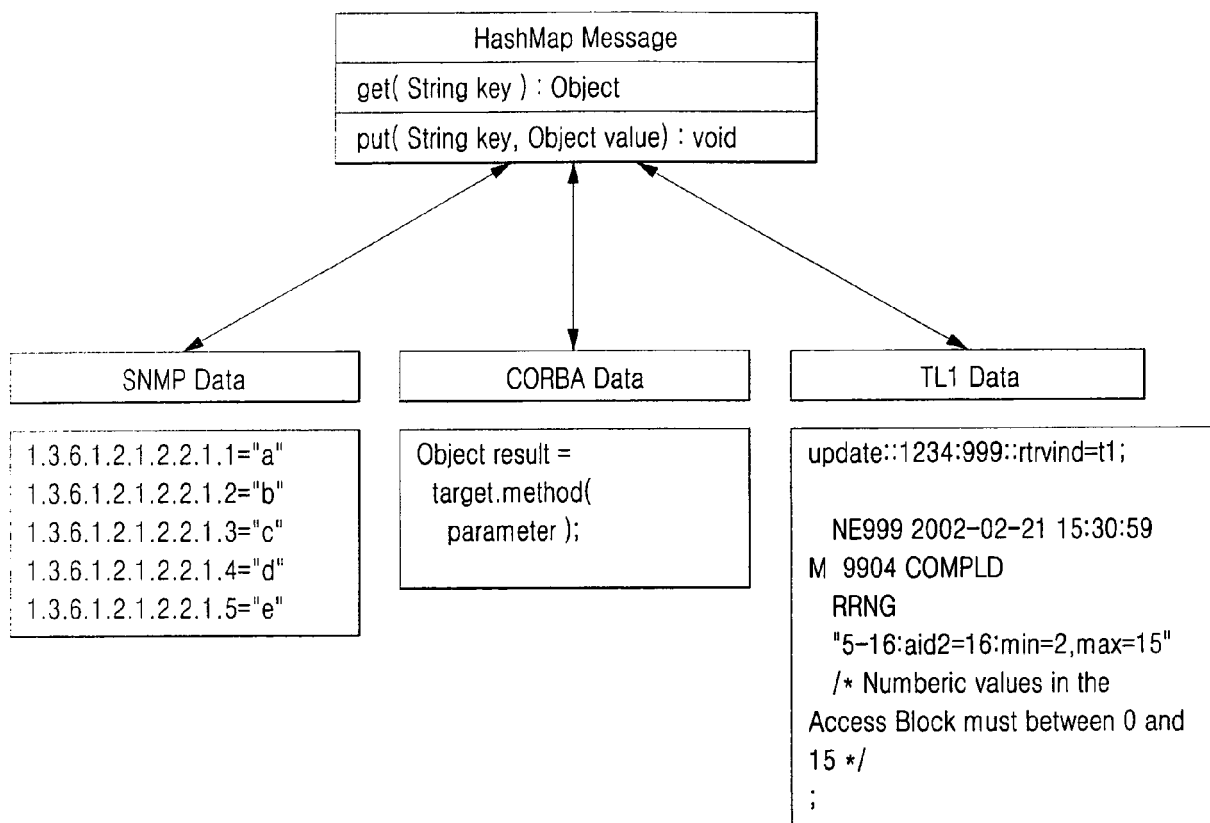 HashMap Message
get( String key ) : Object
put( String key, Object value) : void
SNMP Data
1.3.6.1.2.1.2.2.1.1="a"
1.3.6.1.2.1.2.2.1.2="b"
1.3.6.1.2.1.2.2.1.3="c"
1.3.6.1.2.1.2.2.1.4="d"
1.3.6.1.2.1.2.2.1.5="e"
CORBA Data
Object result =
target.method(
parameter );
TL1 Data
update::1234:999::rtrvind=t1;
NE999 2002-02-21 15:30:59
M 9904 COMPLD
RRNG
"5-16:aid2=16:min=2,max=15"
/* Numberic values in the
Access Block must between 0 and
15 */
;